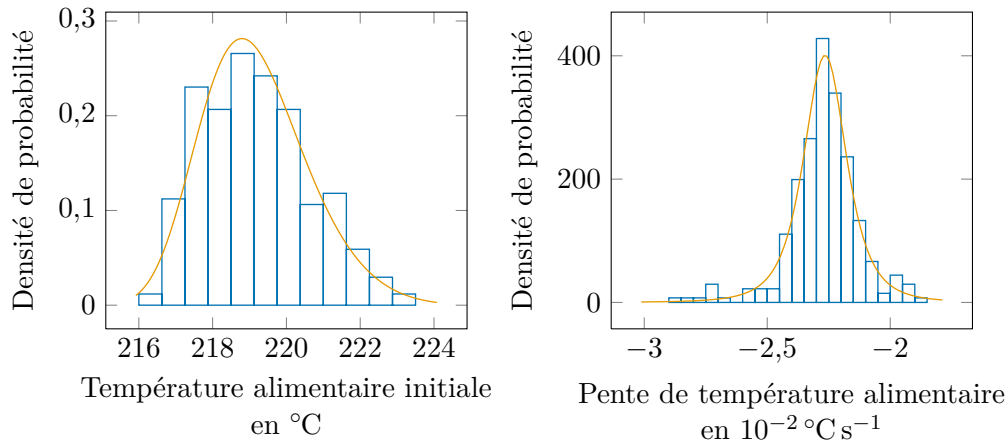 0,3
0,2
0,1
0
Densité de probabilité
216 218 220 222 224
Température alimentaire initiale
en °C
400
200
0
Densité de probabilité
−3 −2,5 −2
Pente de température alimentaire
en 10⁻² °C s⁻¹